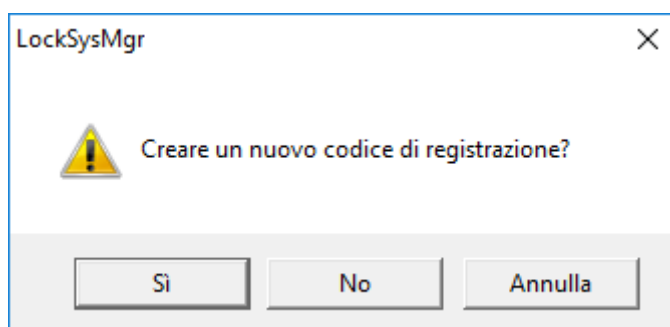 LockSysMgr
Creare un nuovo codice di registrazione?
Sì
No
Annulla